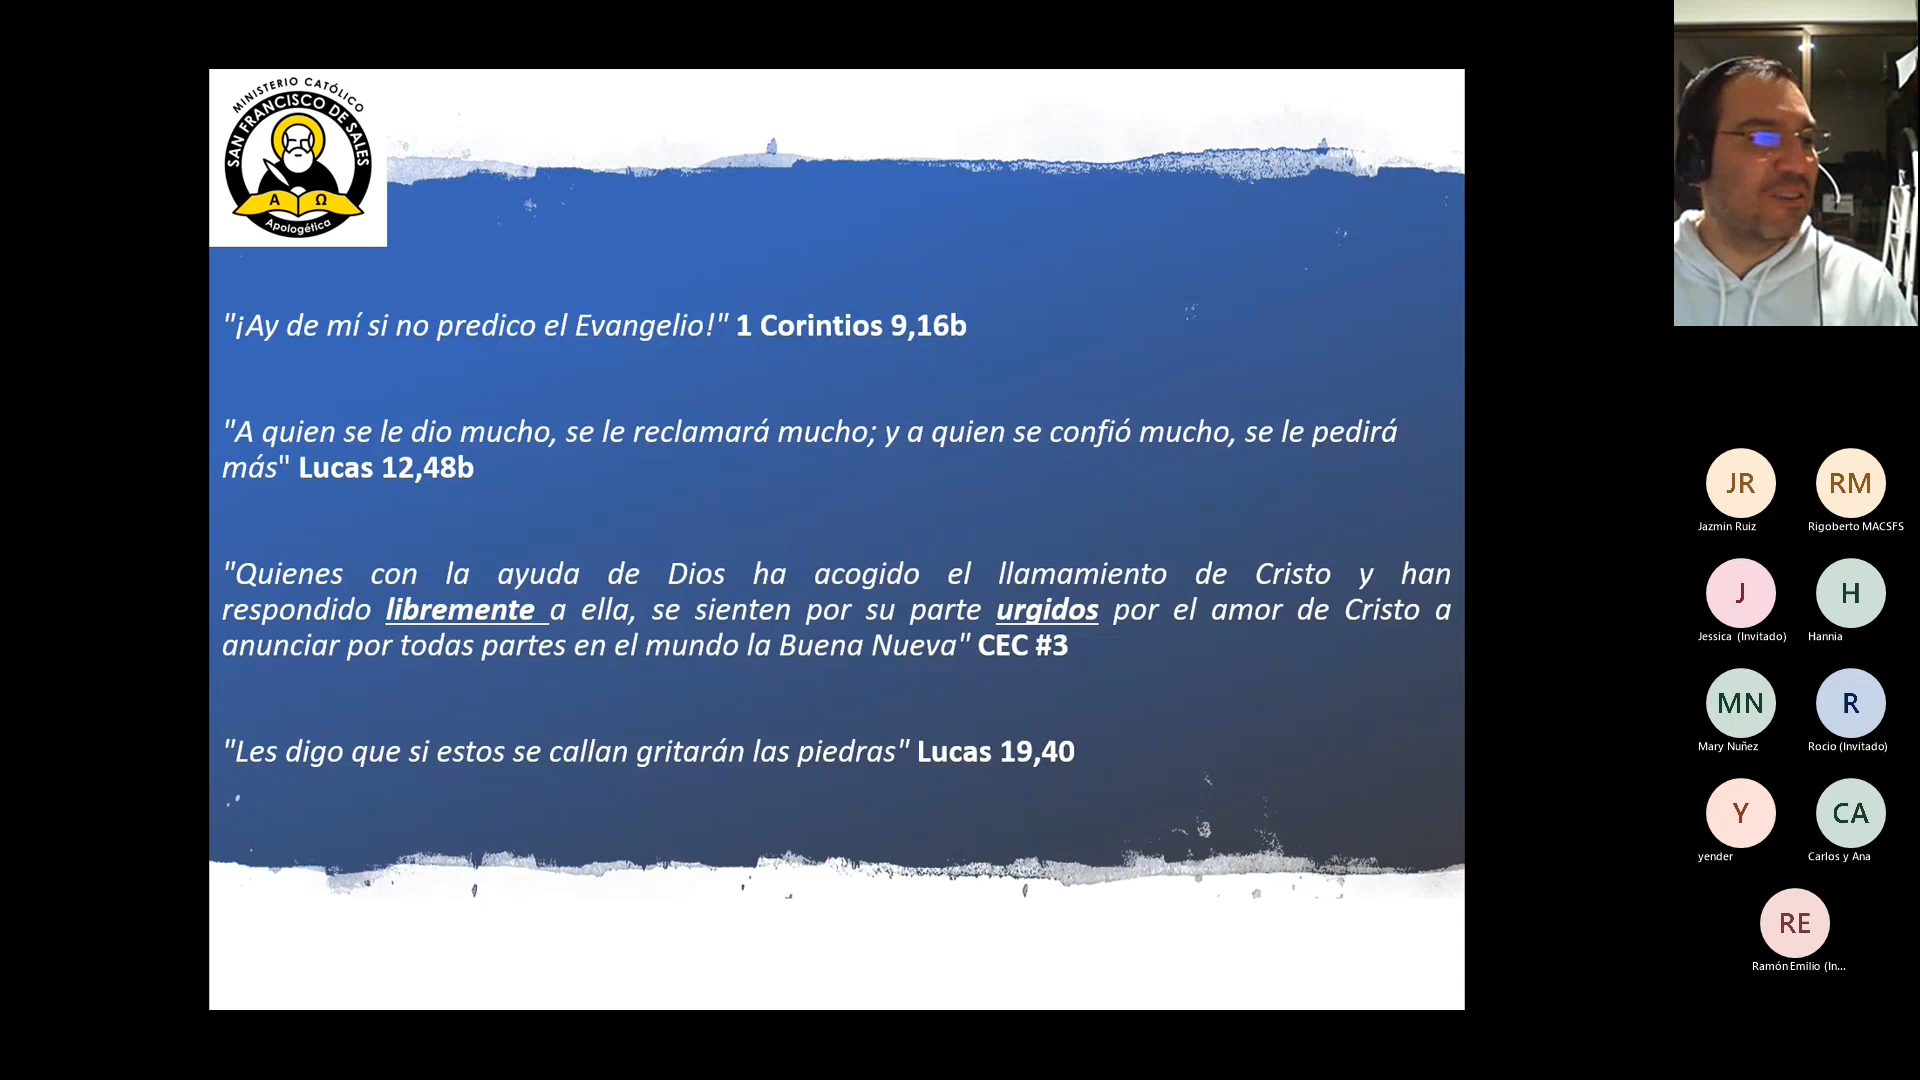 MINISTERIO CATÓLICO
SAN FRANCISCO DE SALES
Α Ω
Apologética
"¡Ay de mí si no predico el Evangelio!" 1 Corintios 9,16b
"A quien se le dio mucho, se le reclamará mucho; y a quien se confió mucho, se le pedirá
más" Lucas 12,48b
"Quienes con la ayuda de Dios ha acogido el llamamiento de Cristo y han
respondido libremente a ella, se sienten por su parte urgidos por el amor de Cristo a
anunciar por todas partes en el mundo la Buena Nueva" CEC #3
"Les digo que si estos se callan gritarán las piedras" Lucas 19,40
JR RM
Jazmin Ruiz Rigoberto MACSFS
J H
Jessica (Invitado) Hannia
MN R
Mary Nuñez Rocio (Invitado)
Y CA
yender Carlos y Ana
RE
Ramón Emilio (In...